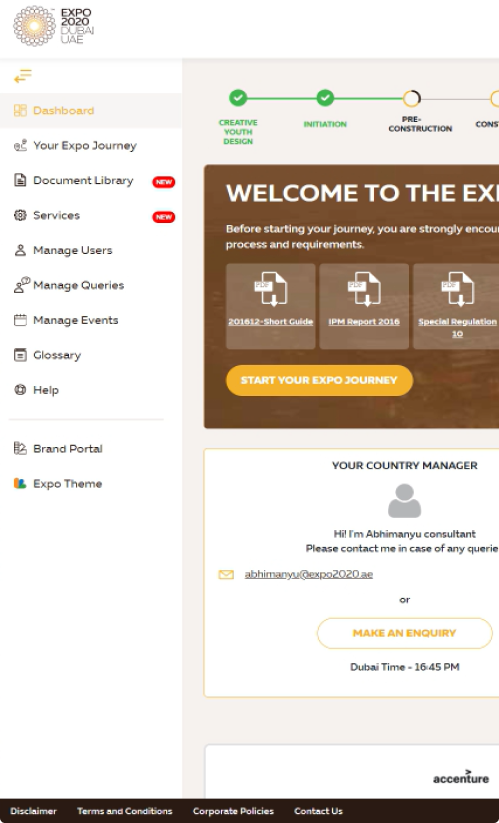 EXPO
2020
DUBAI
UAE
Dashboard
Your Expo Journey
Document Library NEW
Services NEW
Manage Users
Manage Queries
Manage Events
Glossary
Help
Brand Portal
Expo Theme
CREATIVE
YOUTH
DESIGN
INITIATION
PRE-
CONSTRUCTION
CONS
WELCOME TO THE EX
Before starting your journey, you are strongly encour
process and requirements.
PDF
201612-Short Guide
PDF
IPM Report 2016
PDF
Special Regulation
10
START YOUR EXPO JOURNEY
YOUR COUNTRY MANAGER
Hi! I'm Abhimanyu consultant
Please contact me in case of any querie
abhimanyu@expo2020.ae
or
MAKE AN ENQUIRY
Dubai Time - 16:45 PM
accenture
Disclaimer Terms and Conditions Corporate Policies Contact Us